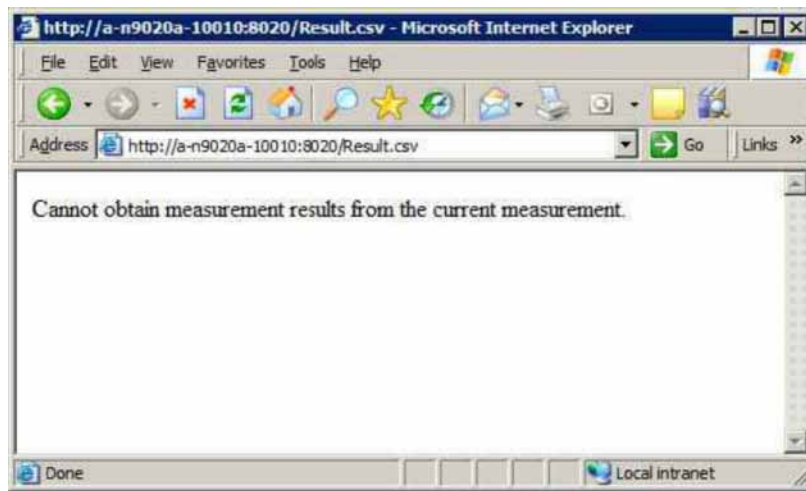 http://a-n9020a-10010:8020/Result.csv - Microsoft Internet Explorer
File Edit View Favorites Tools Help
Address http://a-n9020a-10010:8020/Result.csv Go Links »
Cannot obtain measurement results from the current measurement.
Done Local intranet